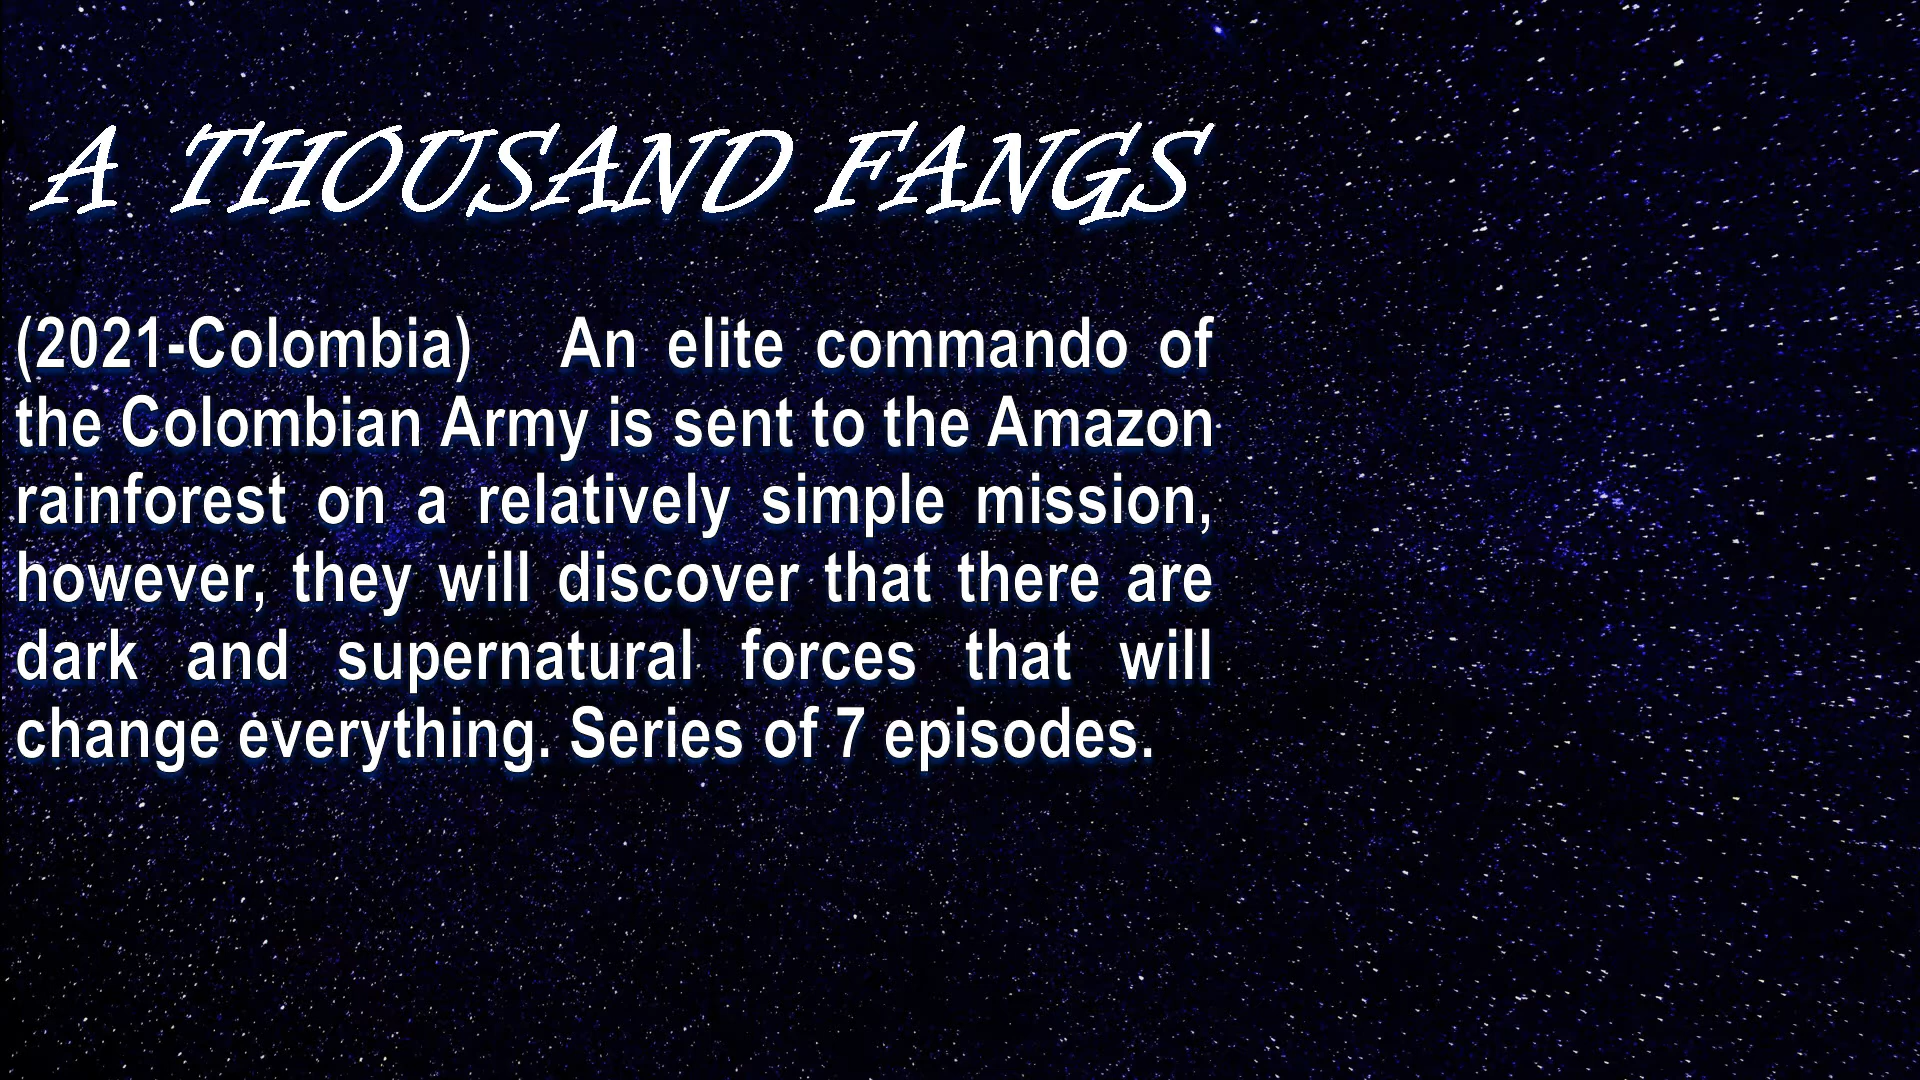 A THOUSAND FANGS
(2021-Colombia) An elite commando of
the Colombian Army is sent to the Amazon
rainforest on a relatively simple mission,
however, they will discover that there are
dark and supernatural forces that will
change everything. Series of 7 episodes.